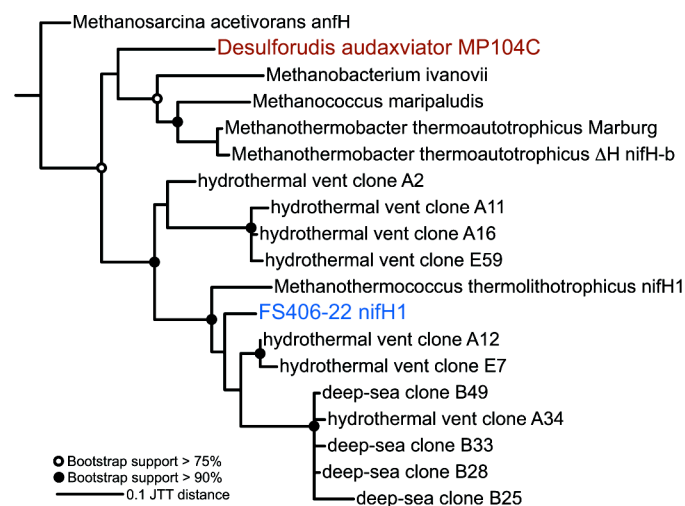 Methanosarcina acetivorans anfH
Desulforudis audaxviator MP104C
Methanobacterium ivanovii
Methanococcus maripaludis
Methanothermobacter thermoautotrophicus Marburg
Methanothermobacter thermoautotrophicus ΔH nifH-b
hydrothermal vent clone A2
hydrothermal vent clone A11
hydrothermal vent clone A16
hydrothermal vent clone E59
Methanothermococcus thermolithotrophicus nifH1
FS406-22 nifH1
hydrothermal vent clone A12
hydrothermal vent clone E7
deep-sea clone B49
hydrothermal vent clone A34
deep-sea clone B33
deep-sea clone B28
deep-sea clone B25
Bootstrap support > 75%
Bootstrap support > 90%
0.1 JTT distance